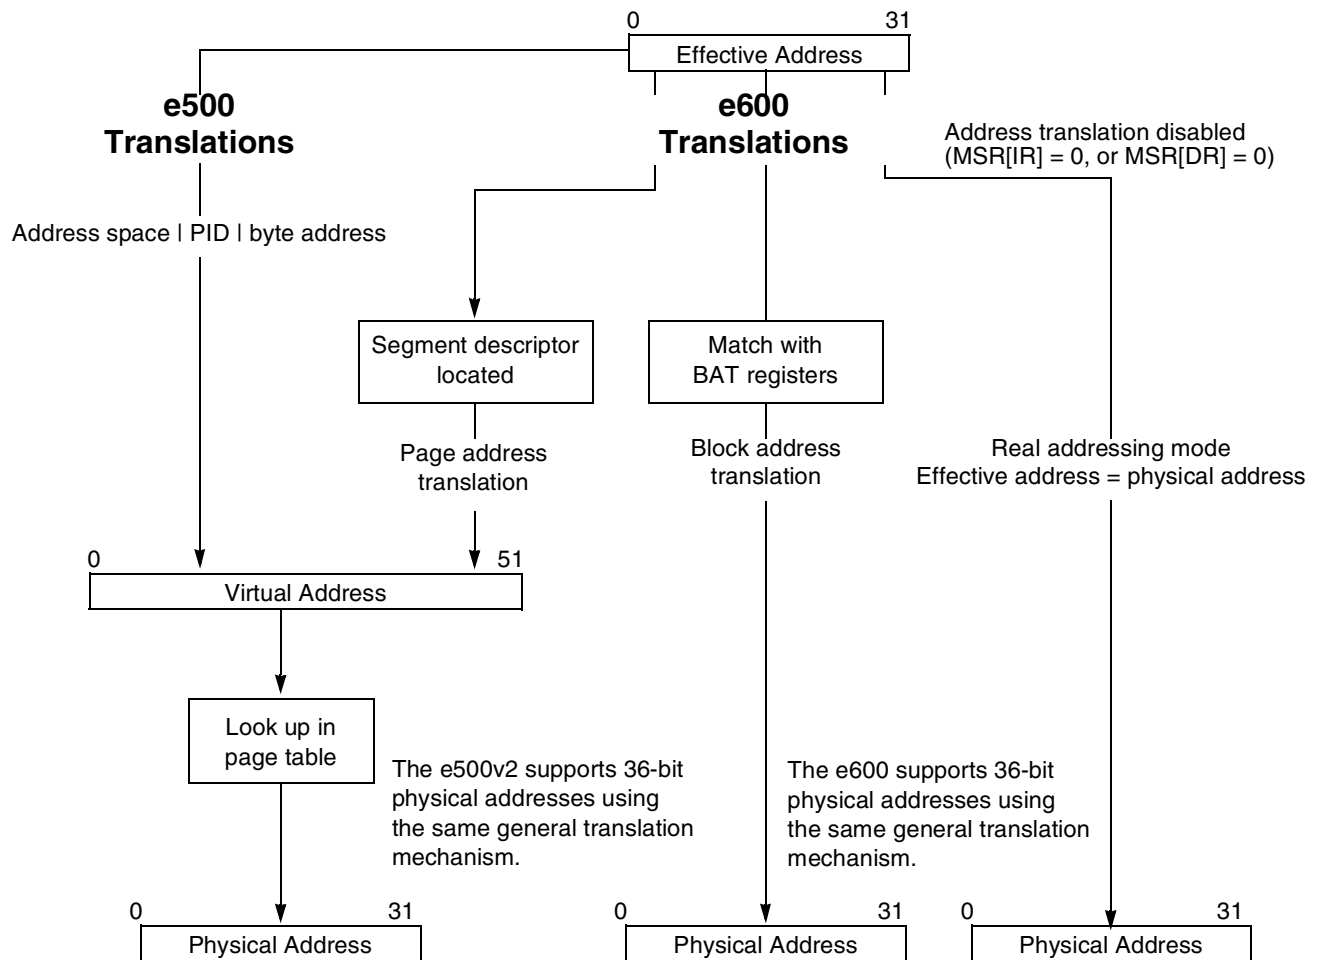 0 31
Effective Address
e500
Translations
e600
Translations
Address translation disabled
(MSR[IR] = 0, or MSR[DR] = 0)
Address space | PID | byte address
Segment descriptor
located
Match with
BAT registers
Page address
translation
Block address
translation
Real addressing mode
Effective address = physical address
0 51
Virtual Address
Look up in
page table
The e500v2 supports 36-bit
physical addresses using
the same general translation
mechanism.
The e600 supports 36-bit
physical addresses using
the same general translation
mechanism.
0 31
Physical Address
0 31
Physical Address
0 31
Physical Address